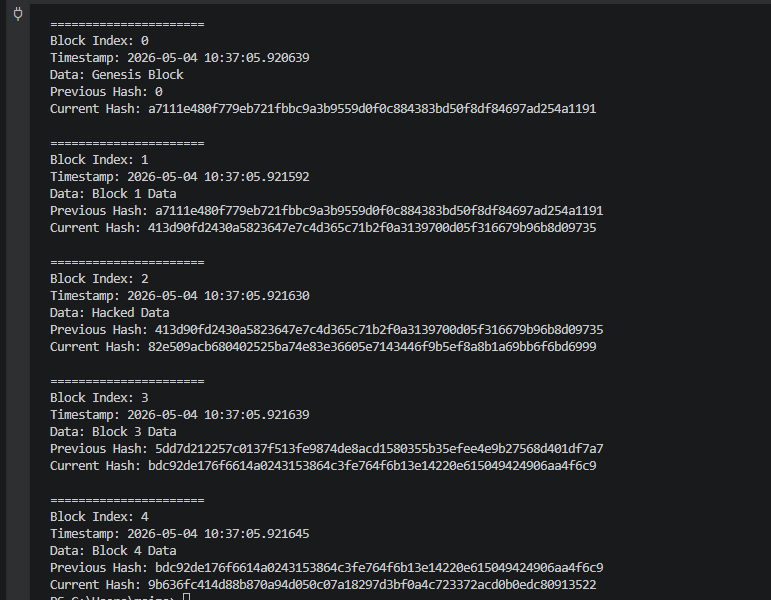 ======================
Block Index: 0
Timestamp: 2026-05-04 10:37:05.920639
Data: Genesis Block
Previous Hash: 0
Current Hash: a7111e480f779eb721fbbc9a3b9559d0f0c884383bd50f8df84697ad254a1191
======================
Block Index: 1
Timestamp: 2026-05-04 10:37:05.921592
Data: Block 1 Data
Previous Hash: a7111e480f779eb721fbbc9a3b9559d0f0c884383bd50f8df84697ad254a1191
Current Hash: 413d90fd2430a5823647e7c4d365c71b2f0a3139700d05f316679b96b8d09735
======================
Block Index: 2
Timestamp: 2026-05-04 10:37:05.921630
Data: Hacked Data
Previous Hash: 413d90fd2430a5823647e7c4d365c71b2f0a3139700d05f316679b96b8d09735
Current Hash: 82e509acb680402525ba74e83e36605e7143446f9b5ef8a8b1a69bb6f6bd6999
======================
Block Index: 3
Timestamp: 2026-05-04 10:37:05.921639
Data: Block 3 Data
Previous Hash: 5dd7d212257c0137f513fe9874de8acd1580355b35efee4e9b27568d401df7a7
Current Hash: bdc92de176f6614a0243153864c3fe764f6b13e14220e615049424906aa4f6c9
======================
Block Index: 4
Timestamp: 2026-05-04 10:37:05.921645
Data: Block 4 Data
Previous Hash: bdc92de176f6614a0243153864c3fe764f6b13e14220e615049424906aa4f6c9
Current Hash: 9b636fc414d88b870a94d050c07a18297d3bf0a4c723372acd0b0edc80913522